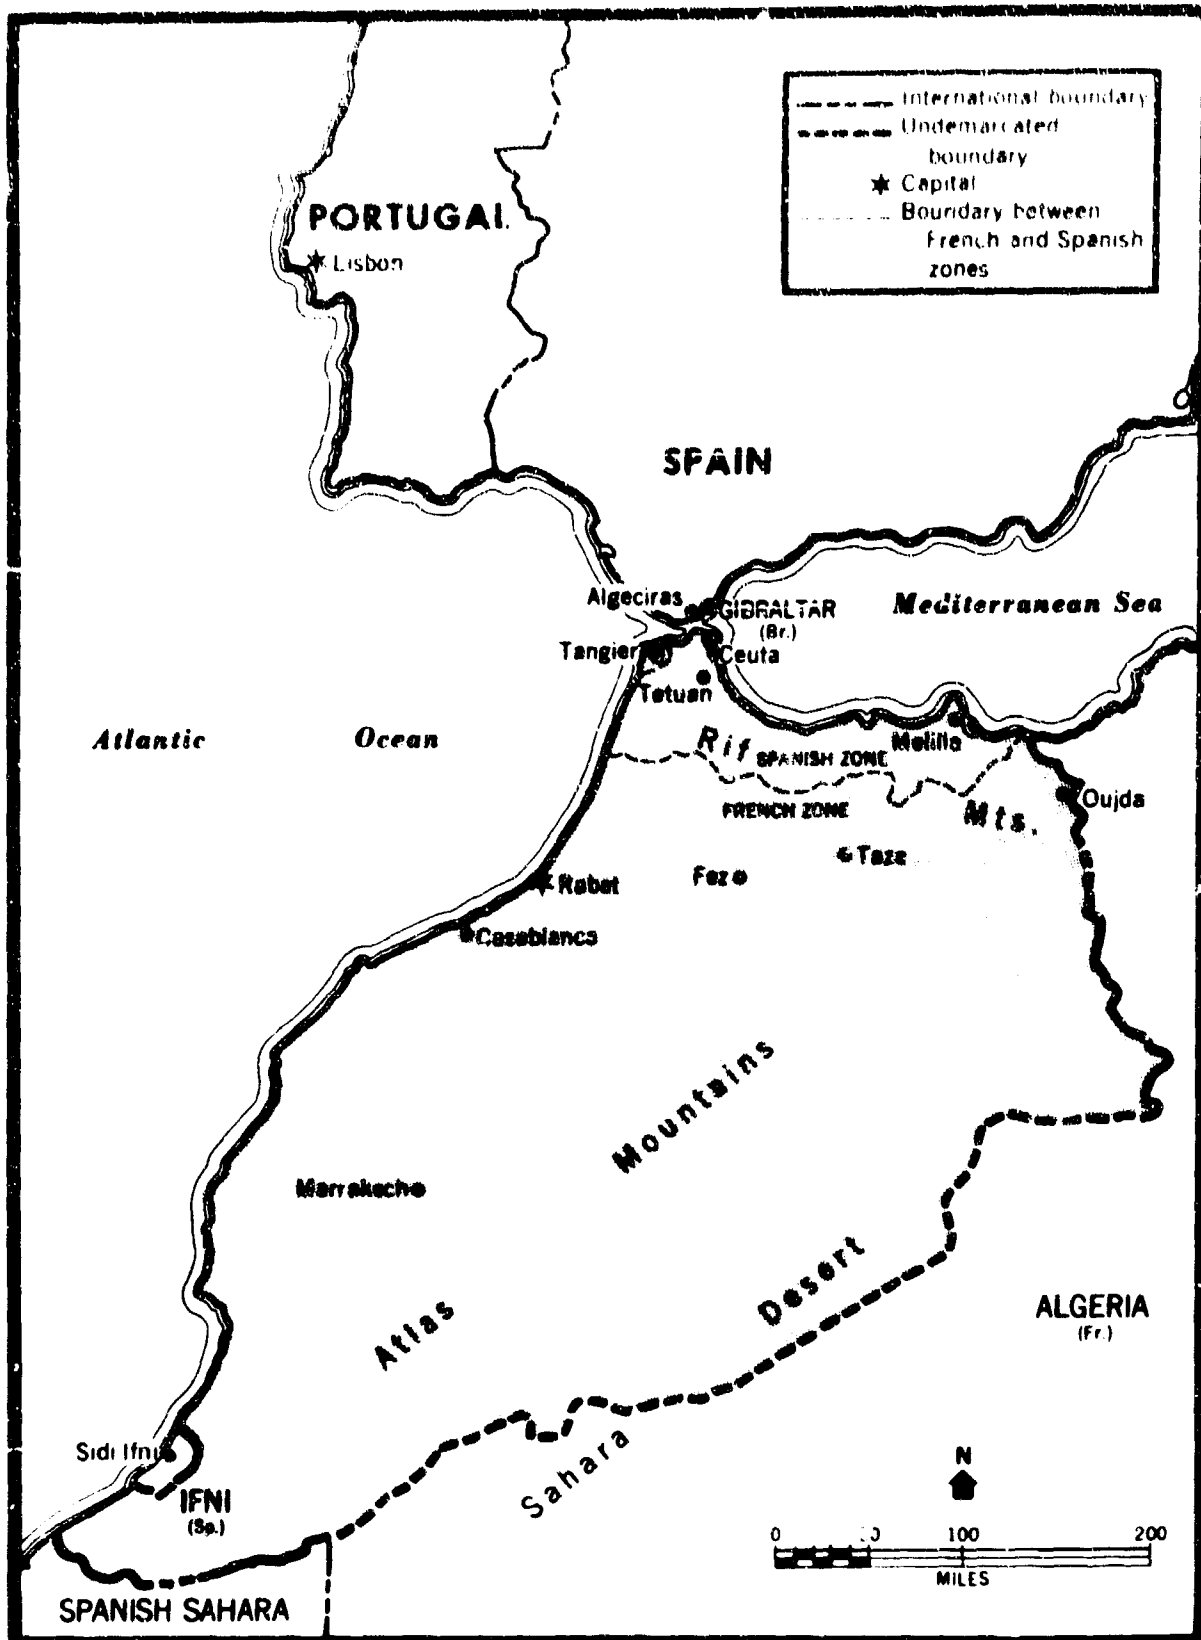 International boundary
Undemarcated
boundary
Capital
Boundary between
French and Spanish
zones
PORTUGAL
Lisbon
SPAIN
Algeciras
GIBRALTAR
(Br.)
Mediterranean Sea
Tangier
Ceuta
Tetuan
Atlantic Ocean
Rif
SPANISH ZONE
Melilla
FRENCH ZONE
Mts.
Oujda
Taza
Fez
Rabat
Casablanca
Mountains
Marrakech
Desert
Atlas
ALGERIA
(Fr.)
Sahara
Sidi Ifni
IFNI
(Sp.)
N
0 50 100 200
MILES
SPANISH SAHARA